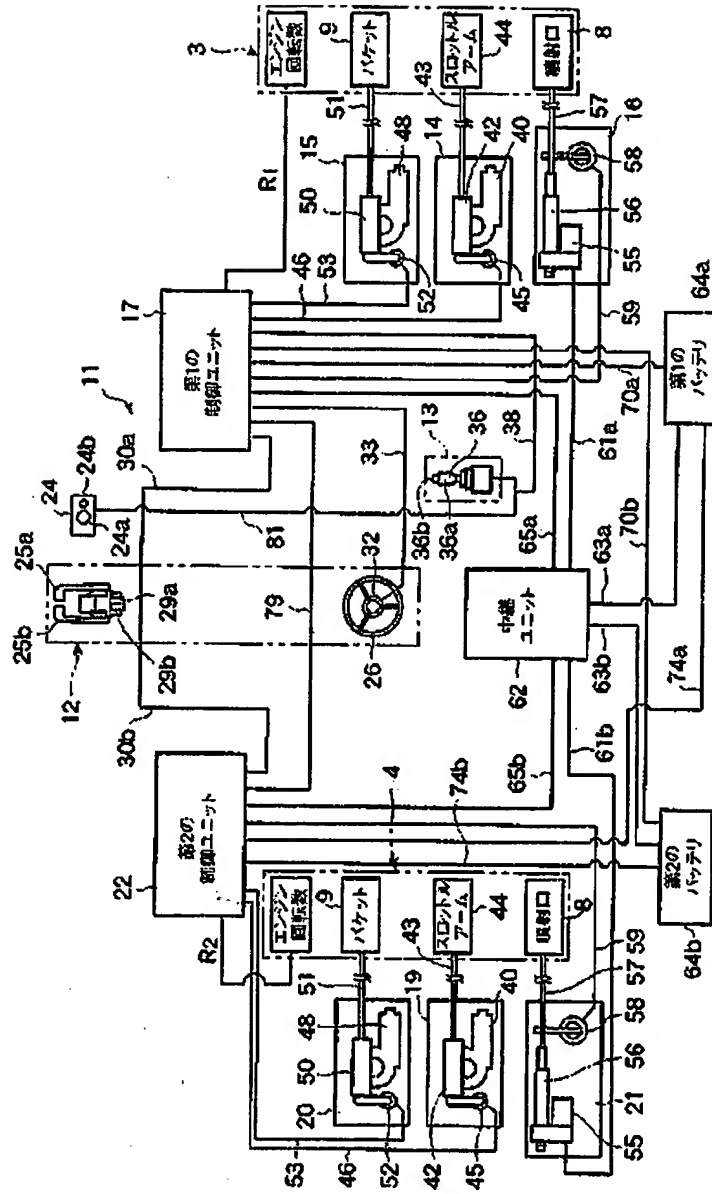 11
12
25b
25a
24
24b
24a
29a
29b
30a
30b
81
79
17
第1の
制御ユニット
R1
46
53
33
26
32
13
36
36b
36a
38
22
第2の
制御ユニット
R2
3
エンジン
回転数
バケット
9
スロットル
アーム
44
噴射口
8
15
51
50
48
52
14
43
42
40
45
57
16
56
55
58
59
4
エンジン
回転数
バケット
9
スロットル
アーム
44
噴射口
8
20
51
50
48
52
53
19
43
42
40
45
46
57
58
59
56
21
55
74b
65b
61b
62
中継
ユニット
65a
61a
63a
63b
70a
70b
74a
第1の
バッテリ
64a
第2の
バッテリ
64b